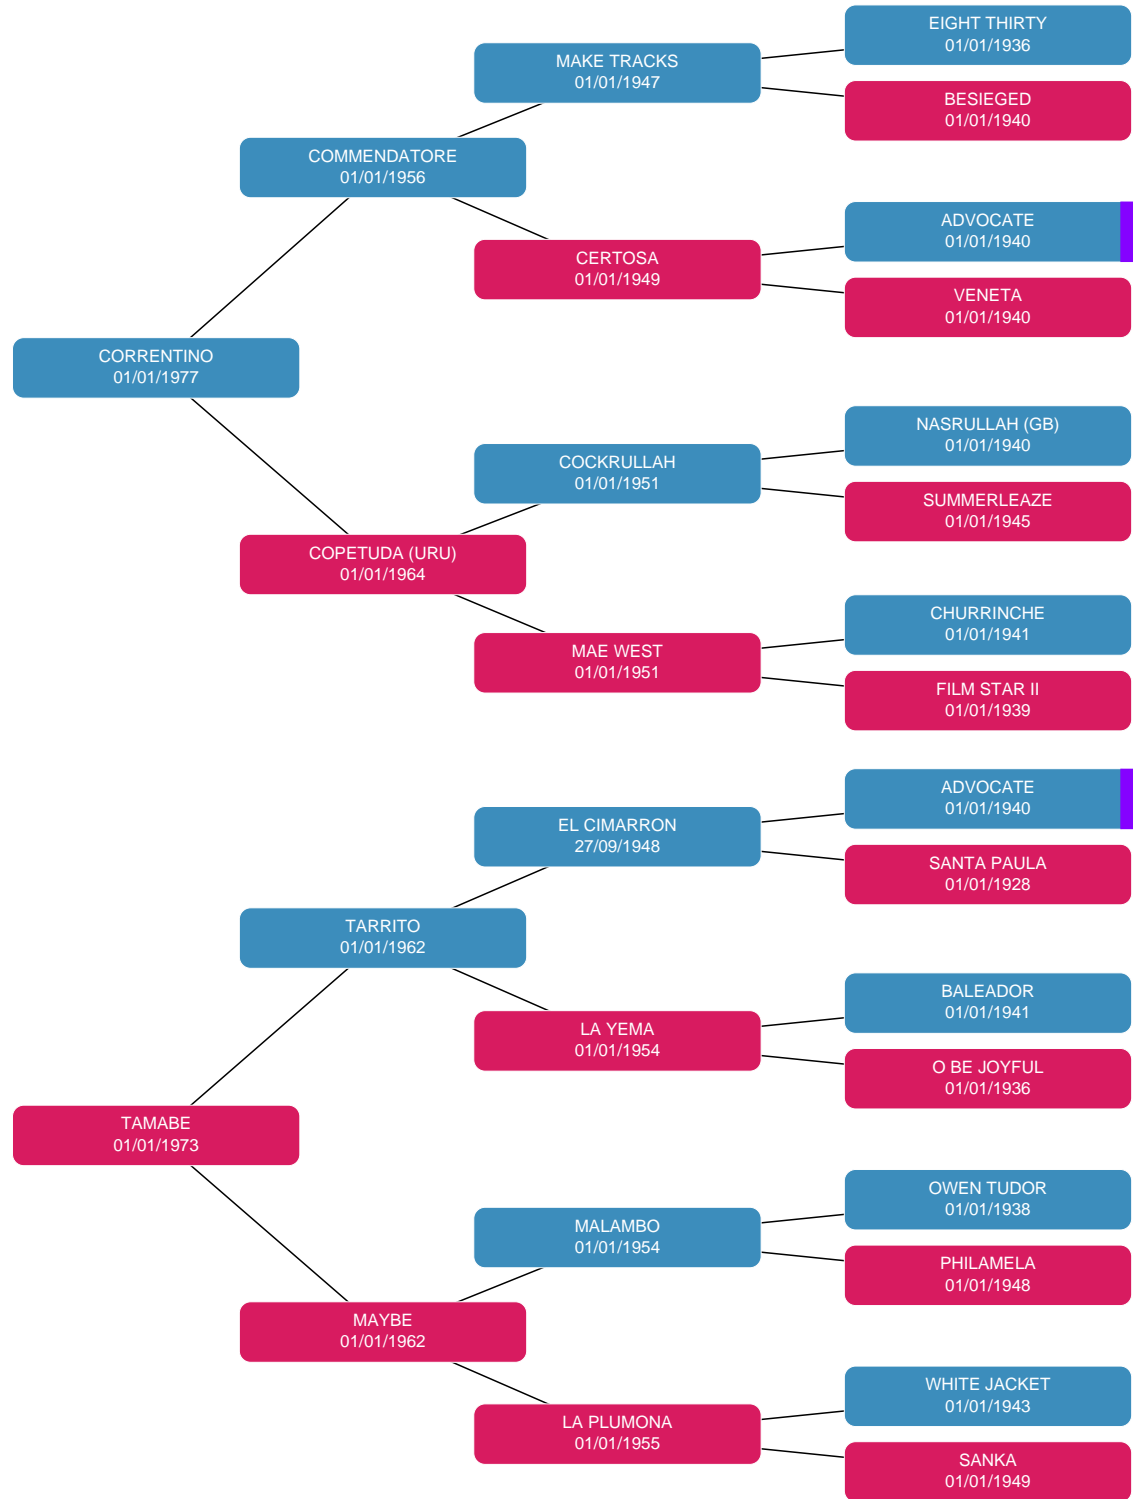 EIGHT THIRTY
01/01/1936
MAKE TRACKS
01/01/1947
BESIEGED
01/01/1940
COMMENDATORE
01/01/1956
ADVOCATE
01/01/1940
CERTOSA
01/01/1949
VENETA
01/01/1940
CORRENTINO
01/01/1977
NASRULLAH (GB)
01/01/1940
COCKRULLAH
01/01/1951
SUMMERLEAZE
01/01/1945
COPETUDA (URU)
01/01/1964
CHURRINCHE
01/01/1941
MAE WEST
01/01/1951
FILM STAR II
01/01/1939
ADVOCATE
01/01/1940
EL CIMARRON
27/09/1948
SANTA PAULA
01/01/1928
TARRITO
01/01/1962
BALEADOR
01/01/1941
LA YEMA
01/01/1954
O BE JOYFUL
01/01/1936
TAMABE
01/01/1973
OWEN TUDOR
01/01/1938
MALAMBO
01/01/1954
PHILAMELA
01/01/1948
MAYBE
01/01/1962
WHITE JACKET
01/01/1943
LA PLUMONA
01/01/1955
SANKA
01/01/1949